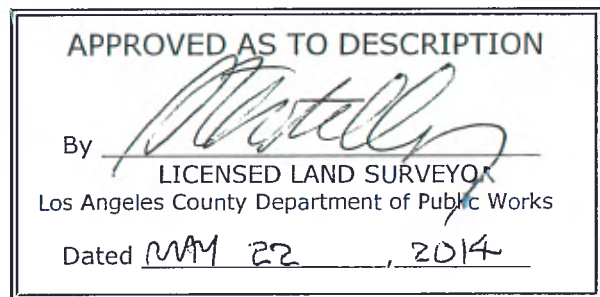 APPROVED AS TO DESCRIPTION
By
LICENSED LAND SURVEYOR
Los Angeles County Department of Public Works
Dated MAY 22, 2014